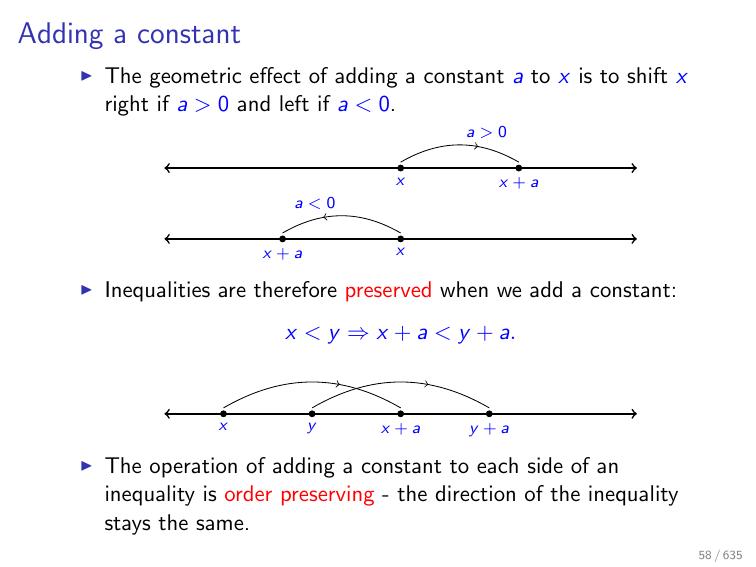 Adding a constant
▶ The geometric effect of adding a constant a to x is to shift x
right if a > 0 and left if a < 0.
a > 0
x
x + a
a < 0
x + a
x
▶ Inequalities are therefore preserved when we add a constant:
x < y ⇒ x + a < y + a.
x
y
x + a
y + a
▶ The operation of adding a constant to each side of an
inequality is order preserving - the direction of the inequality
stays the same.
58 / 635